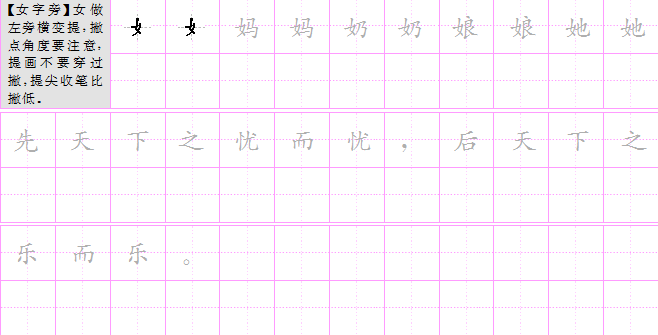 【女字旁】女做
左旁横变提,撇
点角度要注意,
提画不要穿过
撇,提尖收笔比
撇低.
女 女 妈 妈 奶 奶 娘 娘 她 她
先 天 下 之 忧 而 忧 , 后 天 下 之
乐 而 乐 。